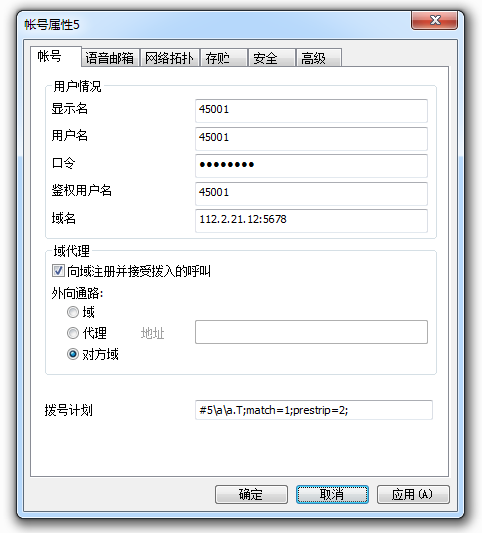 帐号属性5
帐号 语音邮箱 网络拓扑 存贮 安全 高级
用户情况
显示名 45001
用户名 45001
口令 ●●●●●●●●
鉴权用户名 45001
域名 112.2.21.12:5678
域代理
向域注册并接受拨入的呼叫
外向通路:
域
代理 地址
对方域
拨号计划 #5\a\a.T;match=1;prestrip=2;
确定 取消 应用(A)